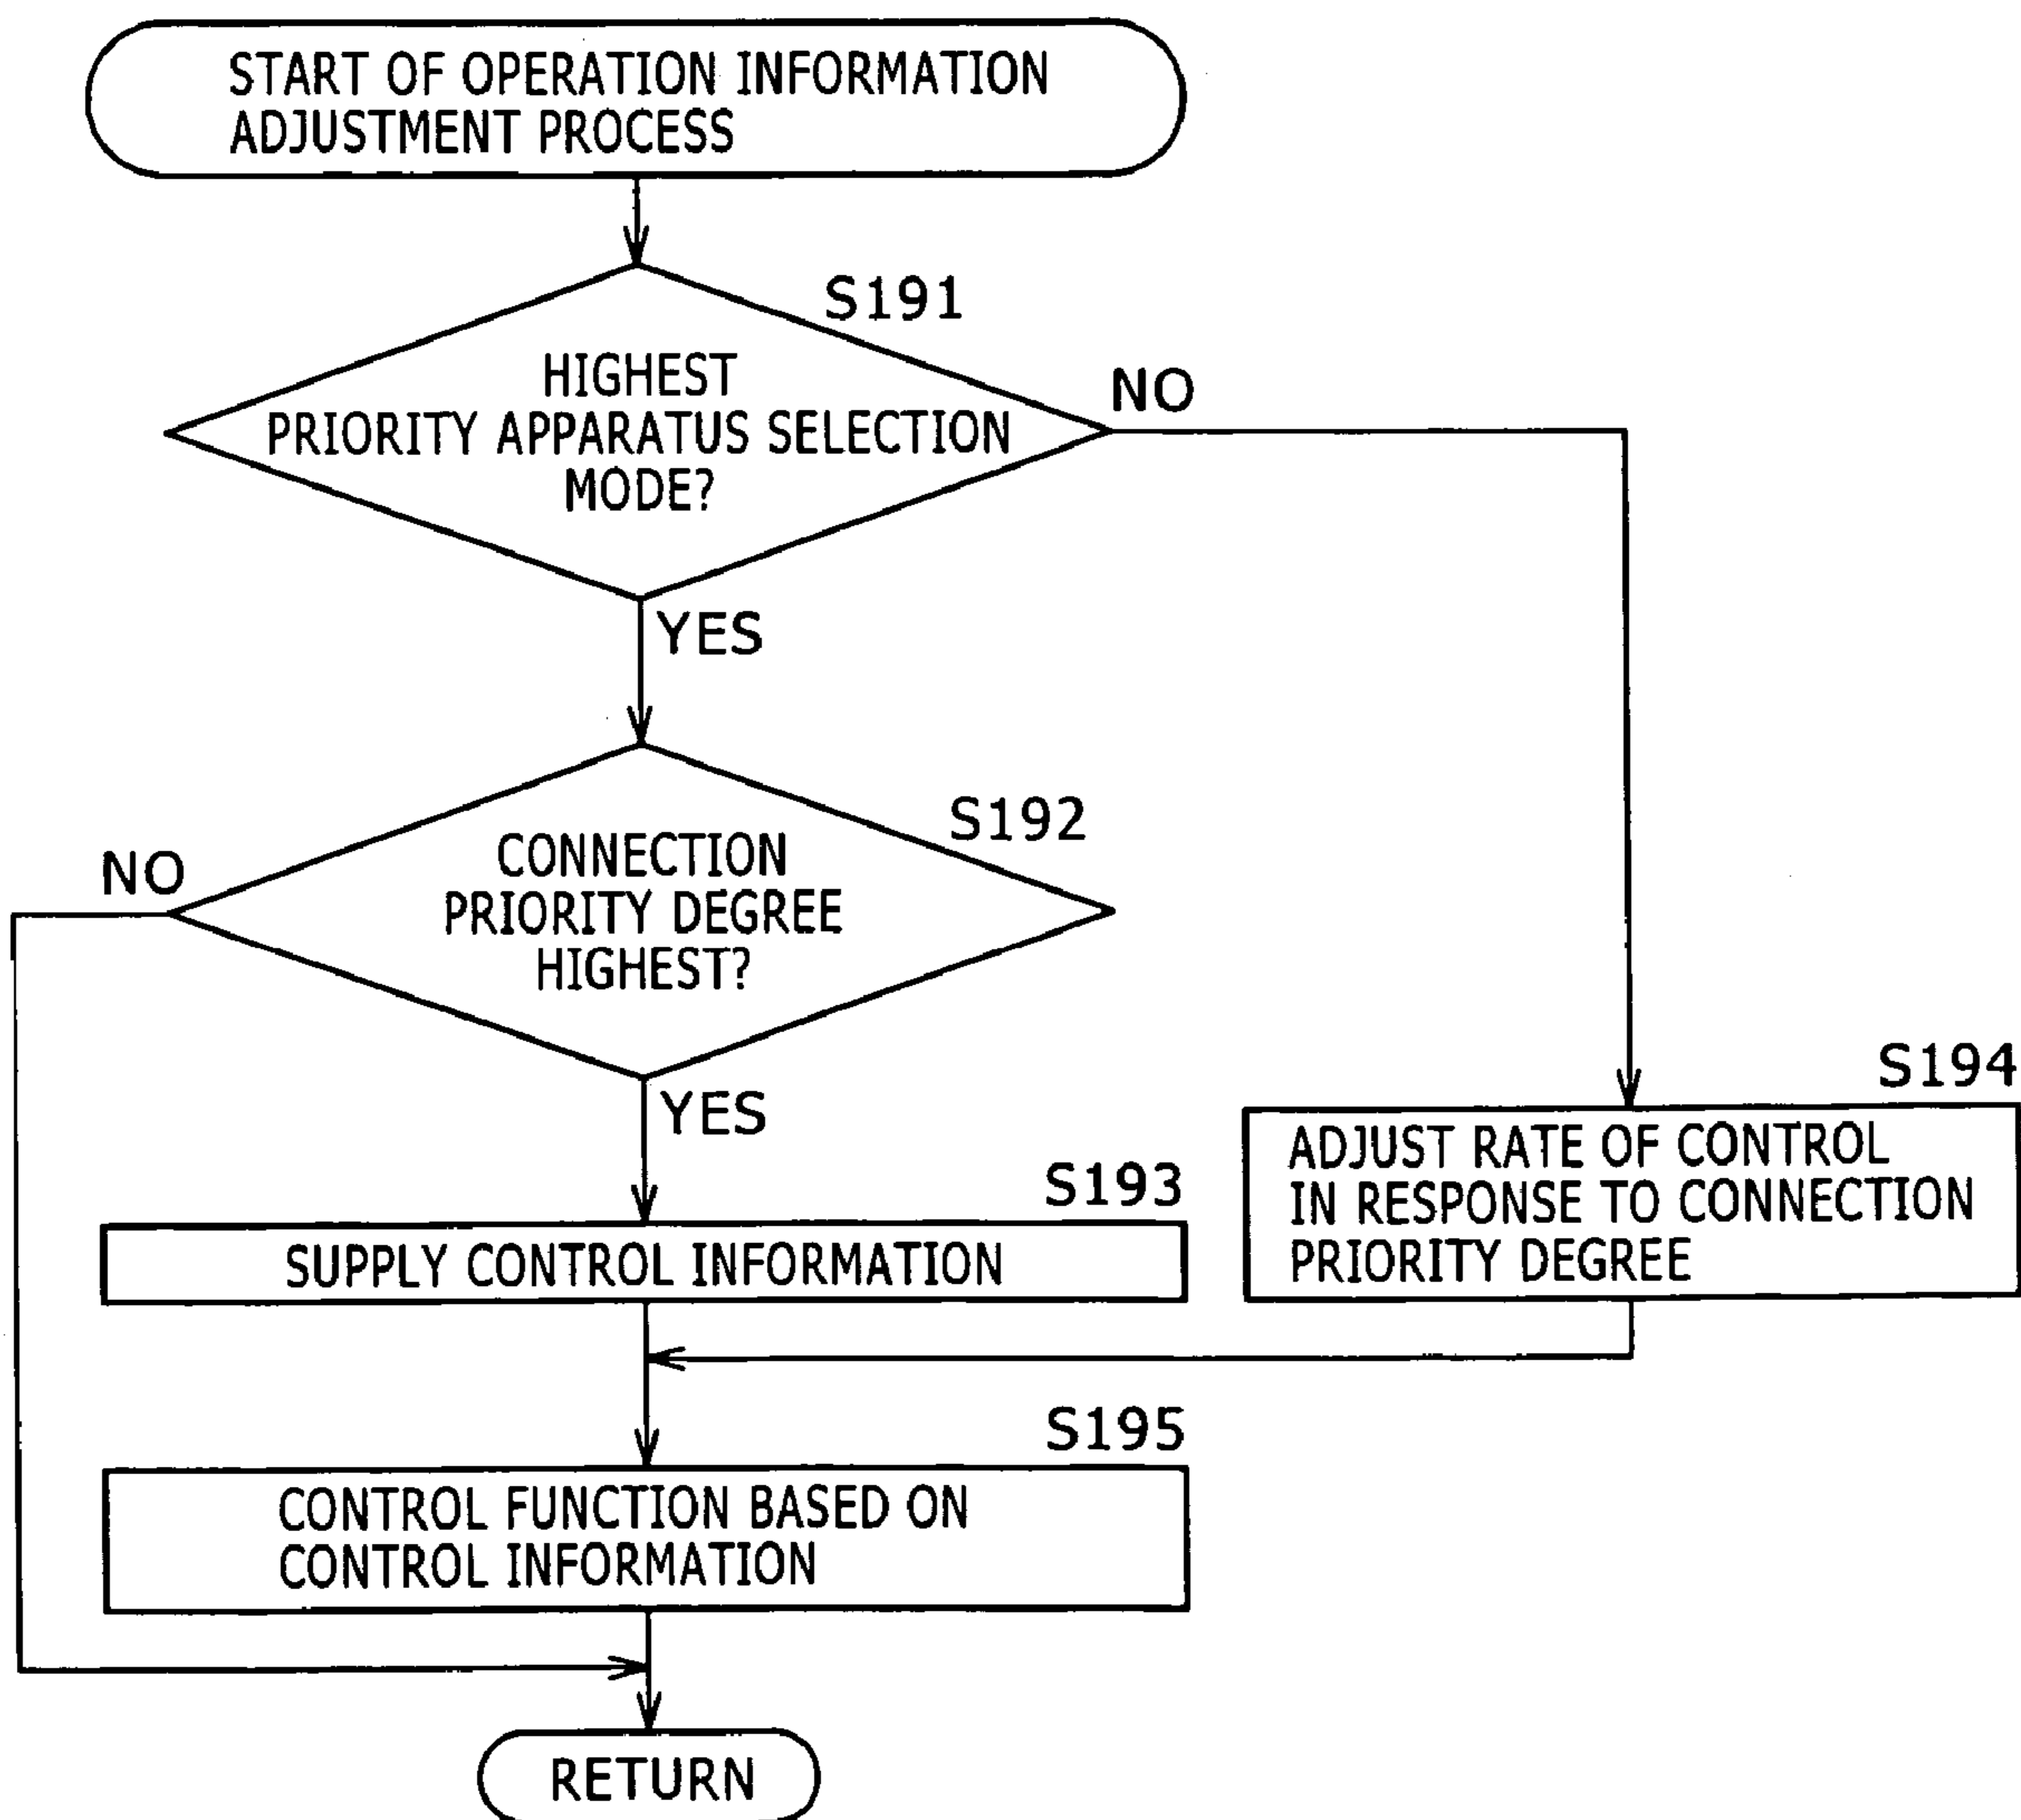 START OF OPERATION INFORMATION
ADJUSTMENT PROCESS
S191
HIGHEST
PRIORITY APPARATUS SELECTION
MODE?
NO
YES
S192
CONNECTION
PRIORITY DEGREE
HIGHEST?
NO
YES
S194
ADJUST RATE OF CONTROL
IN RESPONSE TO CONNECTION
PRIORITY DEGREE
S193
SUPPLY CONTROL INFORMATION
S195
CONTROL FUNCTION BASED ON
CONTROL INFORMATION
RETURN